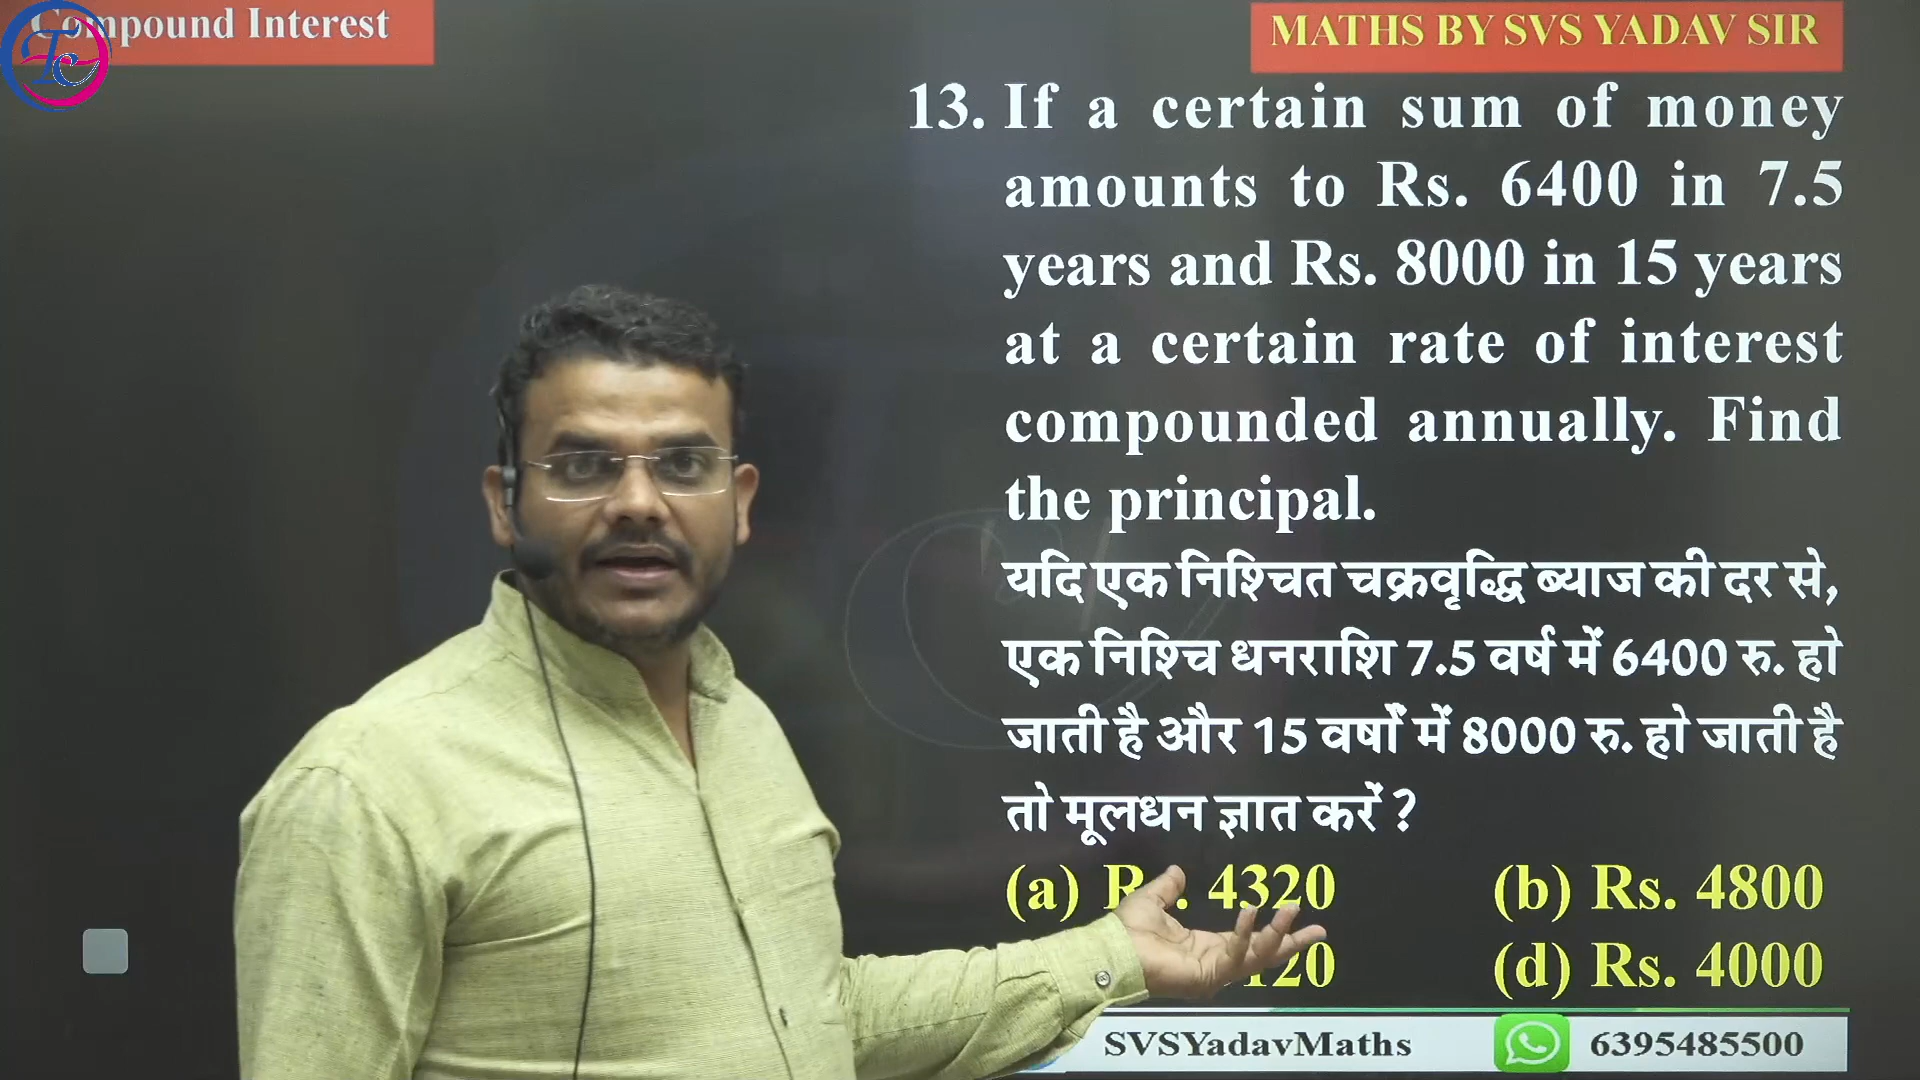 Compound Interest
MATHS BY SVS YADAV SIR
13. If a certain sum of money
amounts to Rs. 6400 in 7.5
years and Rs. 8000 in 15 years
at a certain rate of interest
compounded annually. Find
the principal.
यदि एक निश्चित चक्रवृद्धि ब्याज की दर से,
एक निश्चि धनराशि 7.5 वर्ष में 6400 रु. हो
जाती है और 15 वर्षों में 8000 रु. हो जाती है
तो मूलधन ज्ञात करें ?
(a) . 4320 (b) Rs. 4800
(d) Rs. 4000
SVSYadavMaths 6395485500